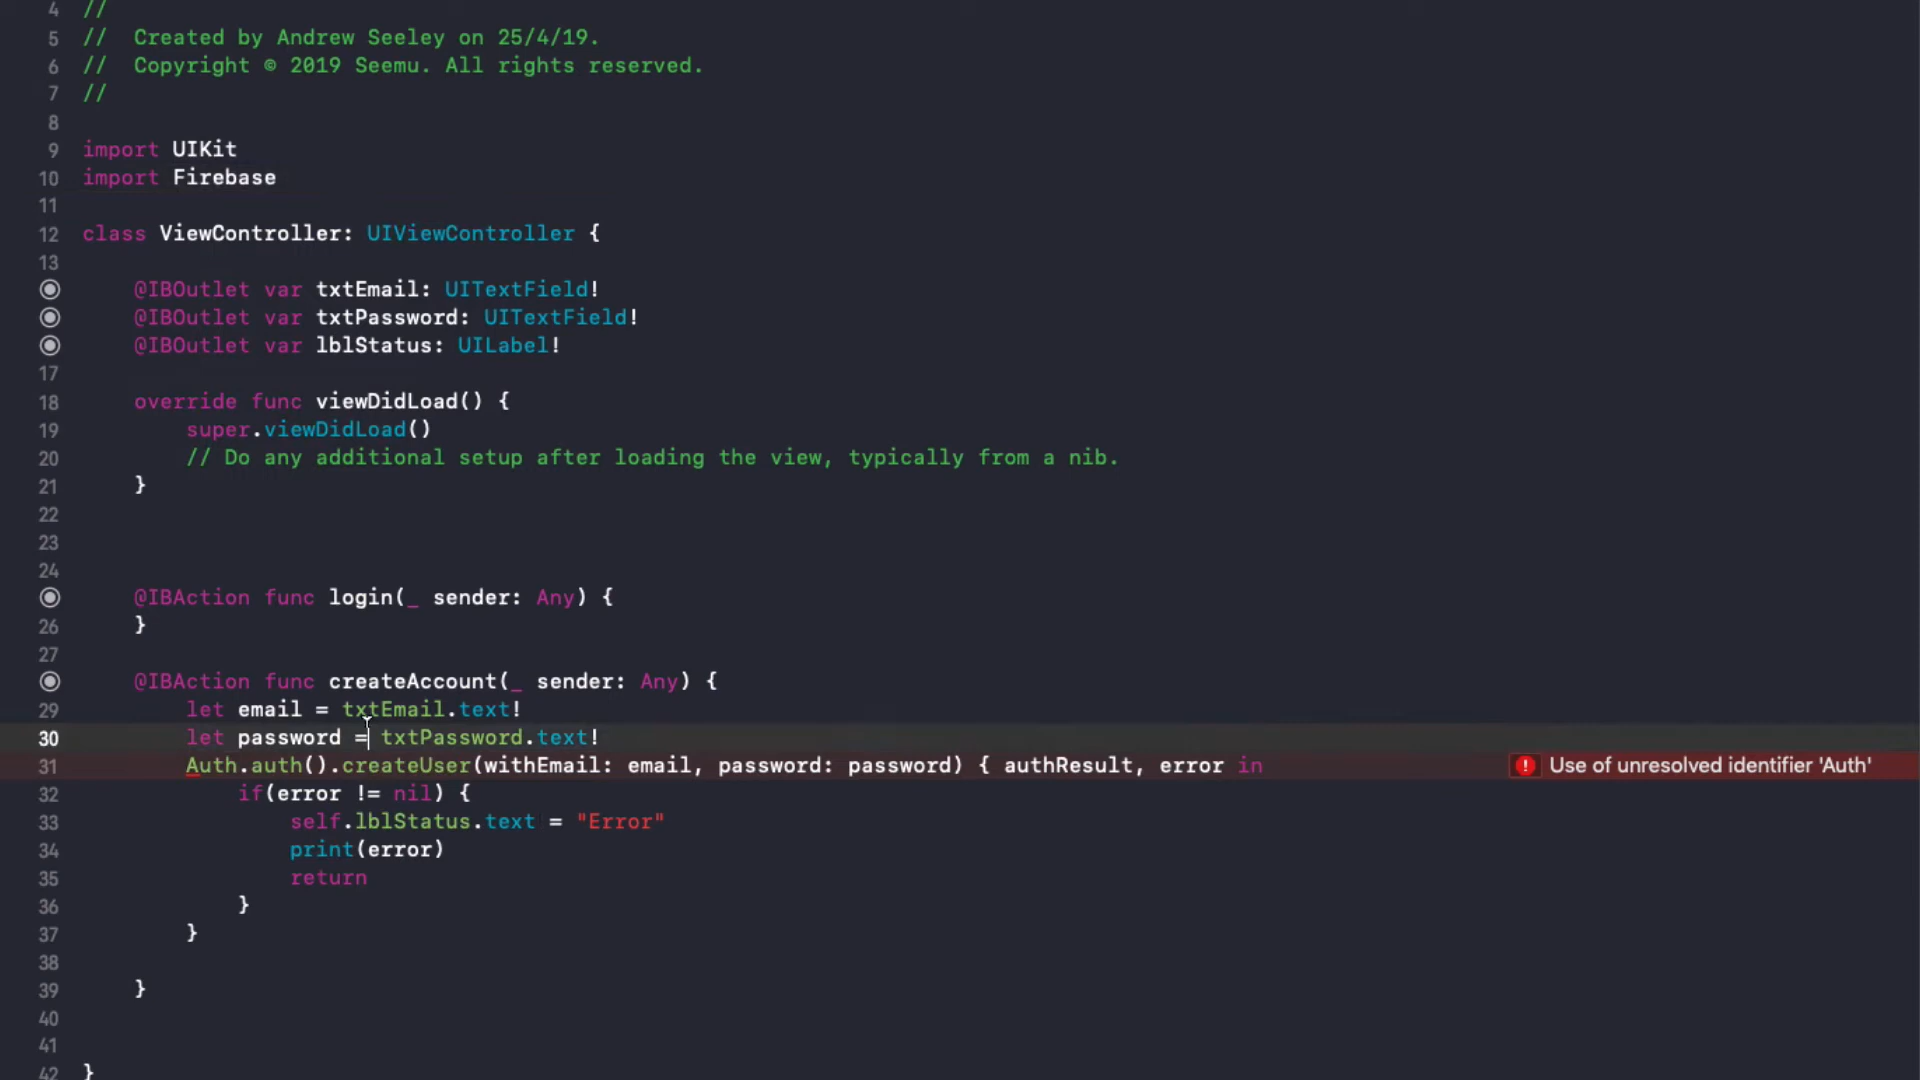 4 //
5 //  Created by Andrew Seeley on 25/4/19.
6 //  Copyright © 2019 Seemu. All rights reserved.
7 //
8
9 import UIKit
10 import Firebase
11
12 class ViewController: UIViewController {
13
@IBOutlet var txtEmail: UITextField!
@IBOutlet var txtPassword: UITextField!
@IBOutlet var lblStatus: UILabel!
17
18     override func viewDidLoad() {
19         super.viewDidLoad()
20         // Do any additional setup after loading the view, typically from a nib.
21     }
22
23
24
@IBAction func login(_ sender: Any) {
26     }
27
@IBAction func createAccount(_ sender: Any) {
29         let email = txtEmail.text!
30         let password = txtPassword.text!
31         Auth.auth().createUser(withEmail: email, password: password) { authResult, error in Use of unresolved identifier 'Auth'
32             if(error != nil) {
33                 self.lblStatus.text = "Error"
34                 print(error)
35                 return
36             }
37         }
38
39     }
40
41
42 }